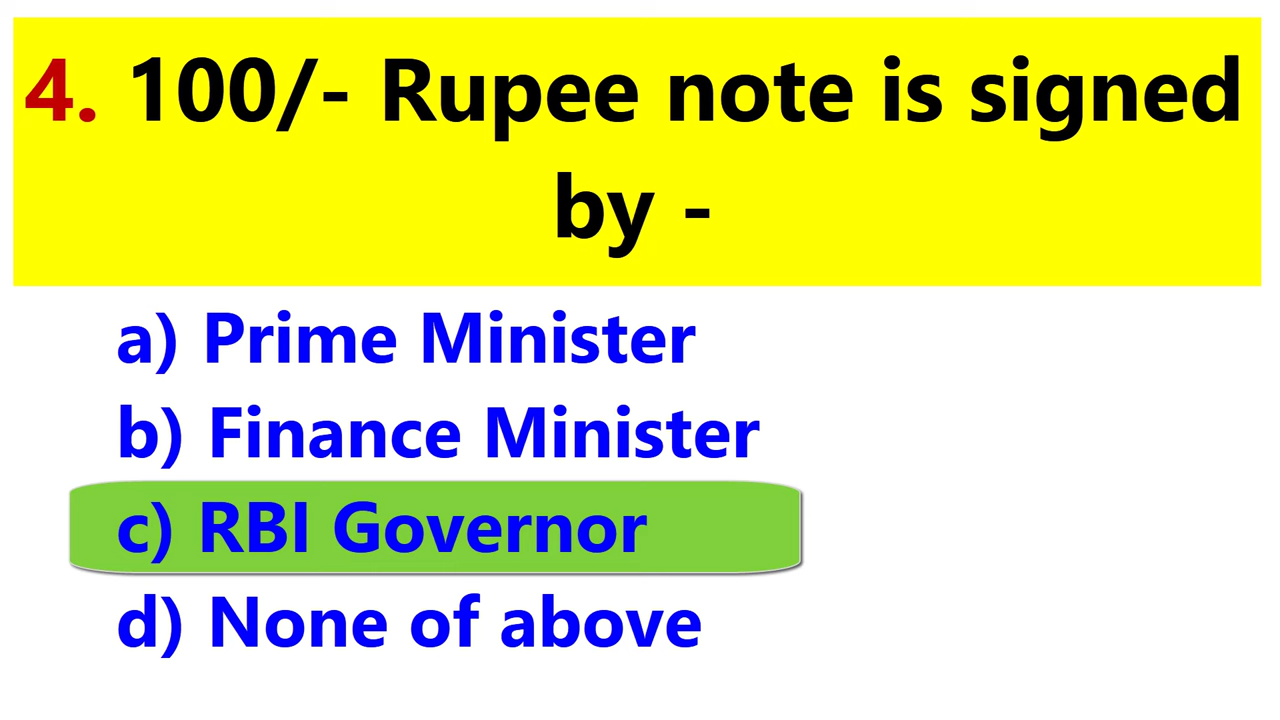 4. 100/- Rupee note is signed
by -
a) Prime Minister
b) Finance Minister
c) RBI Governor
d) None of above